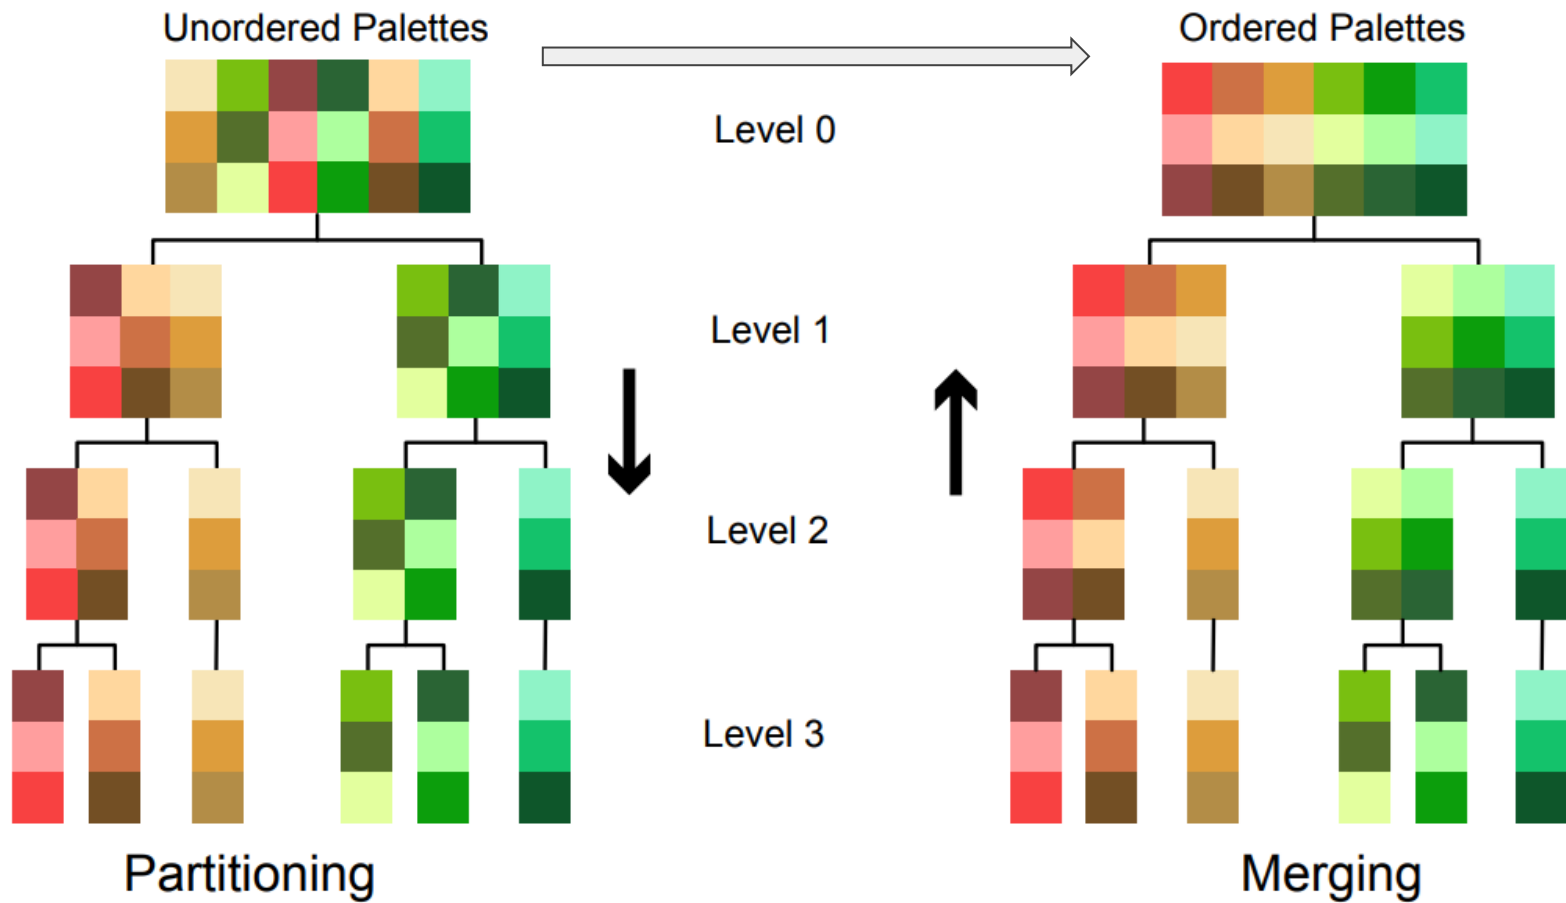 Unordered Palettes
Ordered Palettes
Level 0
Level 1
Level 2
Level 3
Partitioning
Merging